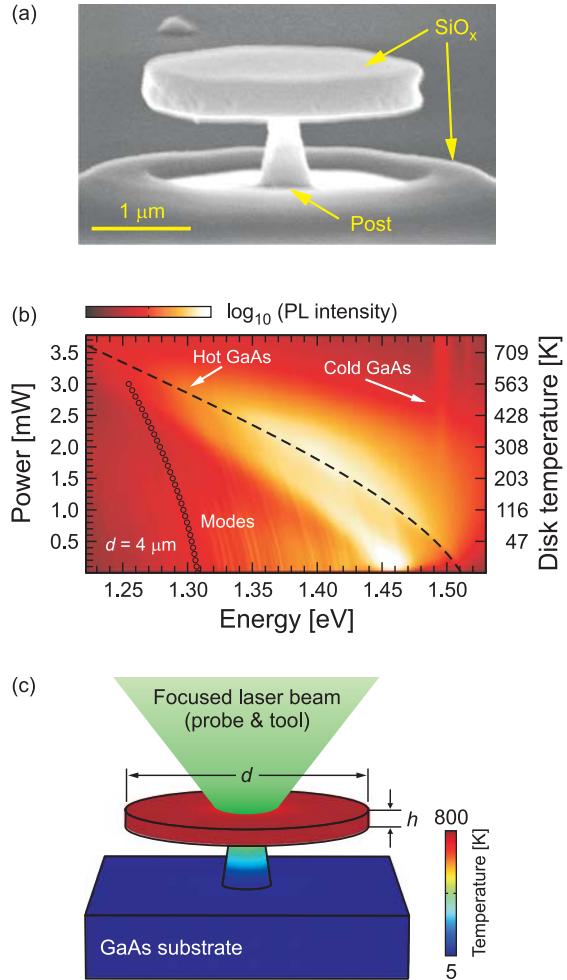 (a)
SiOx
Post
1 μm
(b)
log10 (PL intensity)
Power [mW]
3.5
3.0
2.5
2.0
1.5
1.0
0.5
Hot GaAs
Cold GaAs
Modes
d = 4 μm
709
563
428
308
203
116
47
Disk temperature [K]
1.25 1.30 1.35 1.40 1.45 1.50
Energy [eV]
(c)
Focused laser beam
(probe & tool)
d
h
GaAs substrate
800
Temperature [K]
5